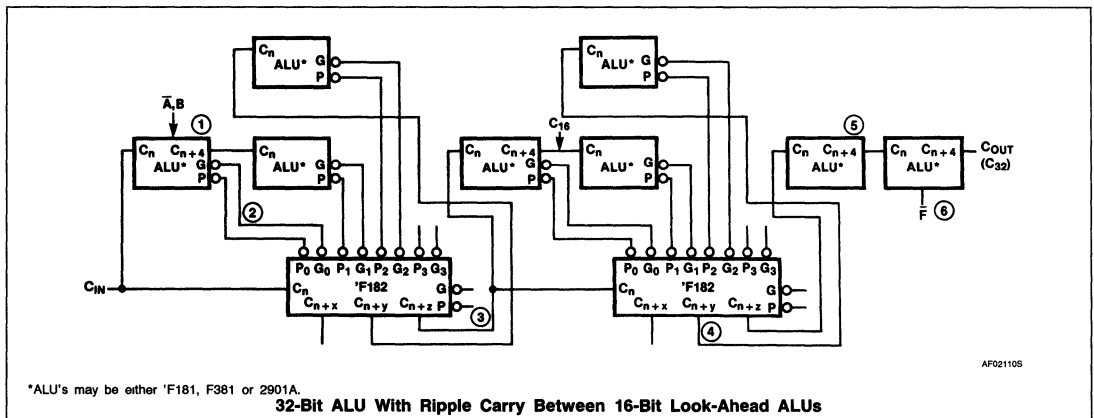 Cn ALU* G P
Cn ALU* G P
A̅,B ①
C16
Cn Cn+4 ALU* G P
Cn ALU* G P
Cn Cn+4 ALU* G P
Cn ALU* G P
⑤
Cn Cn+4 ALU*
Cn Cn+4 ALU*
COUT
(C32)
②
F̅ ⑥
P0 G0 P1 G1 P2 G2 P3 G3
P0 G0 P1 G1 P2 G2 P3 G3
CIN
Cn 'F182 G P
Cn+x Cn+y Cn+z
③
Cn 'F182 G P
Cn+x Cn+y Cn+z
④
AF02110S
*ALU's may be either 'F181, F381 or 2901A.
32-Bit ALU With Ripple Carry Between 16-Bit Look-Ahead ALUs